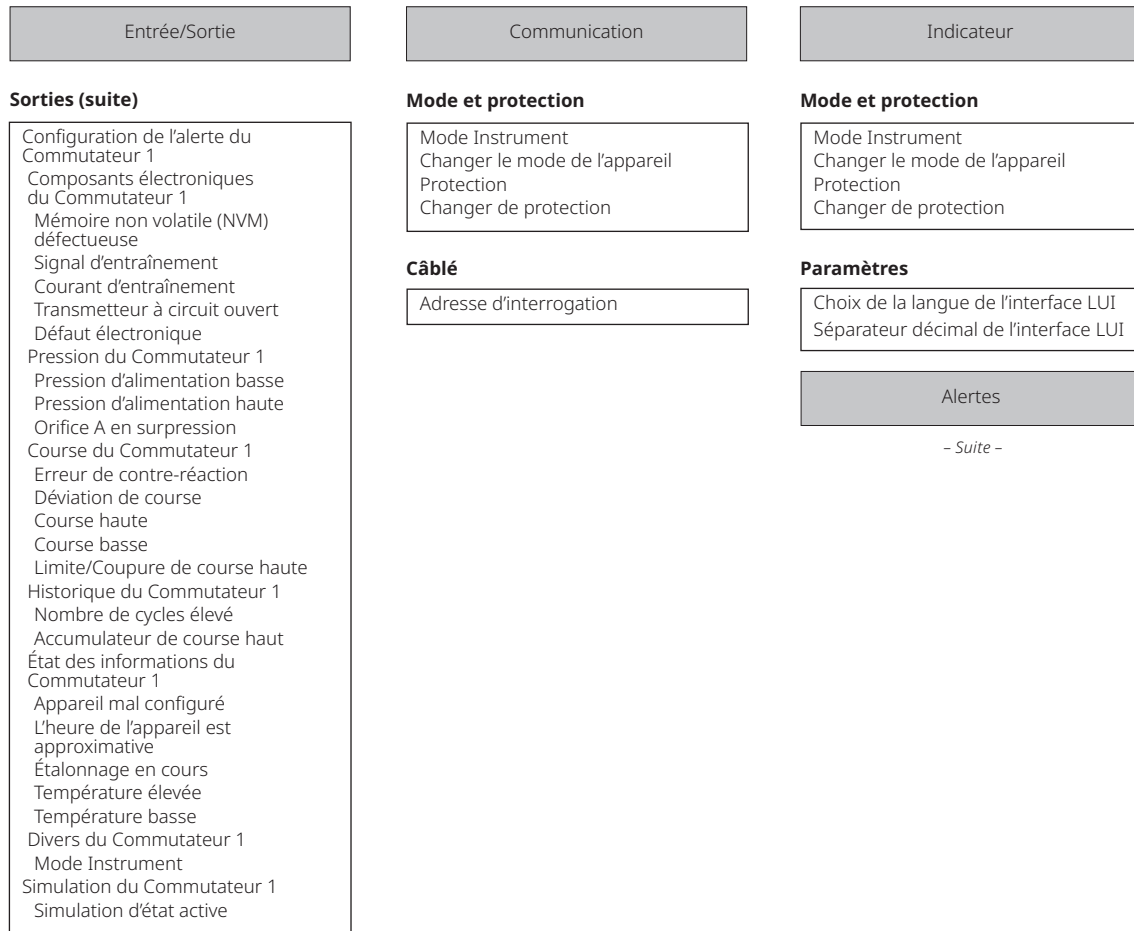 Entrée/Sortie
Sorties (suite)
Configuration de l’alerte du
Commutateur 1
Composants électroniques
du Commutateur 1
Mémoire non volatile (NVM)
défectueuse
Signal d’entraînement
Courant d’entraînement
Transmetteur à circuit ouvert
Défaut électronique
Pression du Commutateur 1
Pression d’alimentation basse
Pression d’alimentation haute
Orifice A en surpression
Course du Commutateur 1
Erreur de contre-réaction
Déviation de course
Course haute
Course basse
Limite/Coupure de course haute
Historique du Commutateur 1
Nombre de cycles élevé
Accumulateur de course haut
État des informations du
Commutateur 1
Appareil mal configuré
L’heure de l’appareil est
approximative
Étalonnage en cours
Température élevée
Température basse
Divers du Commutateur 1
Mode Instrument
Simulation du Commutateur 1
Simulation d’état active
Communication
Mode et protection
Mode Instrument
Changer le mode de l’appareil
Protection
Changer de protection
Câblé
Adresse d’interrogation
Indicateur
Mode et protection
Mode Instrument
Changer le mode de l’appareil
Protection
Changer de protection
Paramètres
Choix de la langue de l’interface LUI
Séparateur décimal de l’interface LUI
Alertes
– Suite –